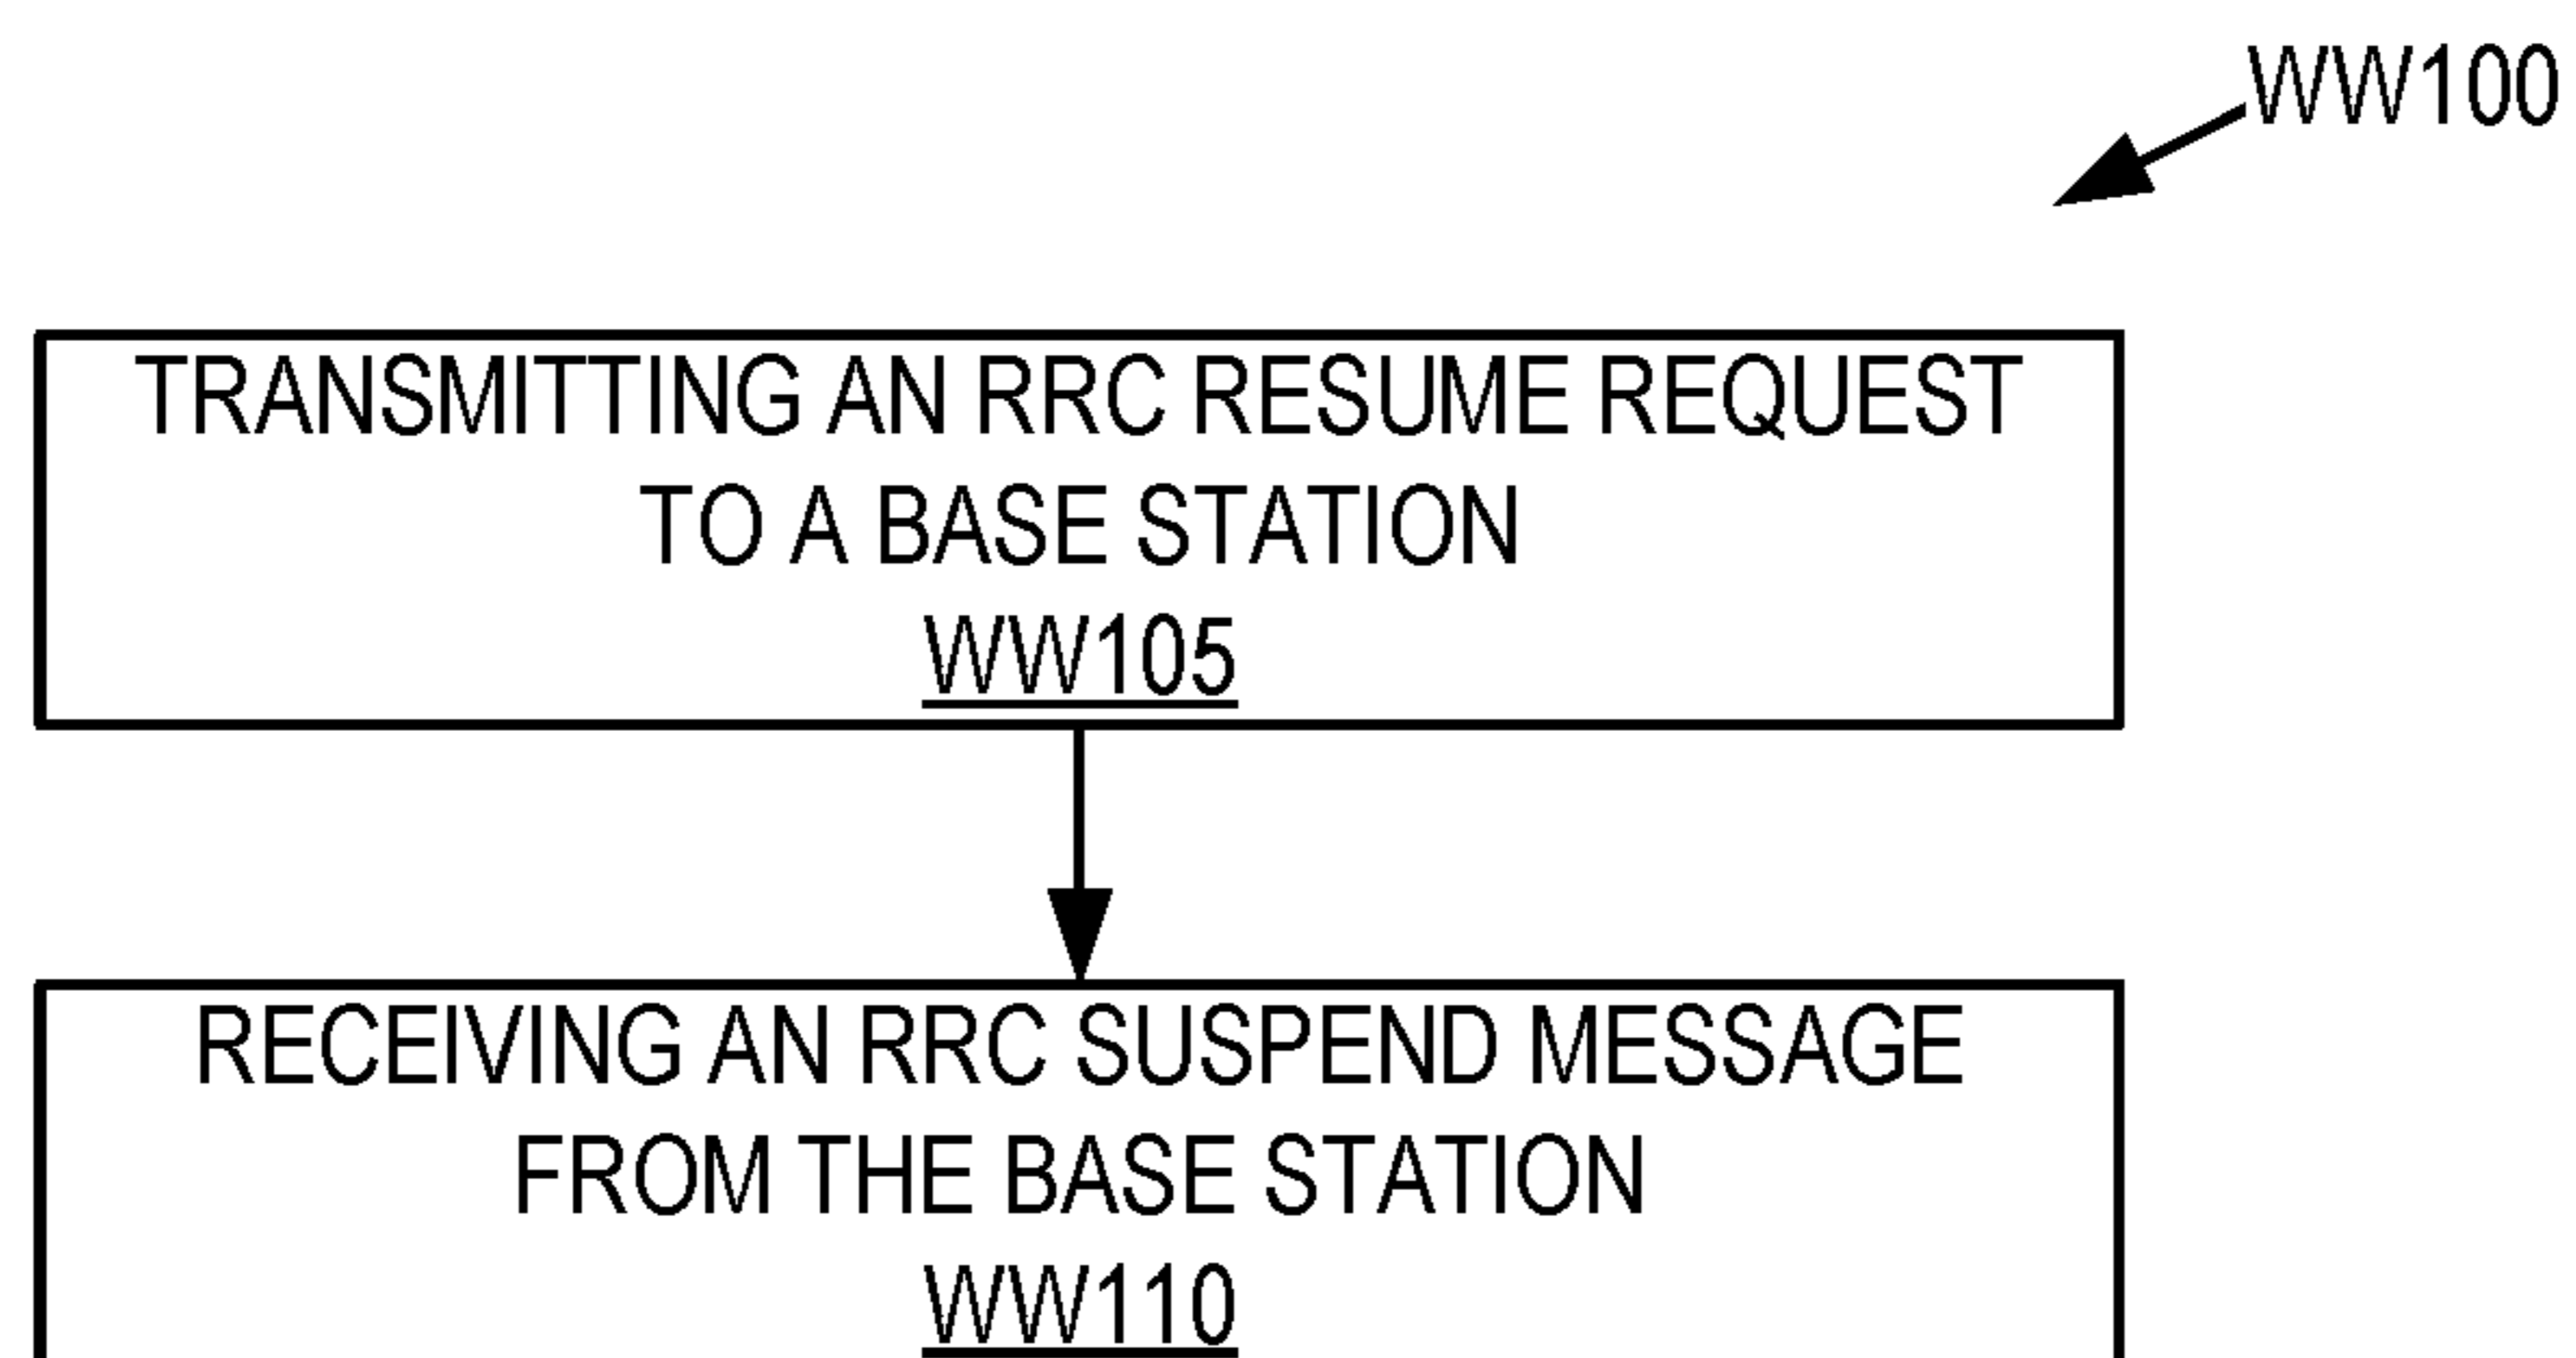 WW100
TRANSMITTING AN RRC RESUME REQUEST
TO A BASE STATION
WW105
RECEIVING AN RRC SUSPEND MESSAGE
FROM THE BASE STATION
WW110